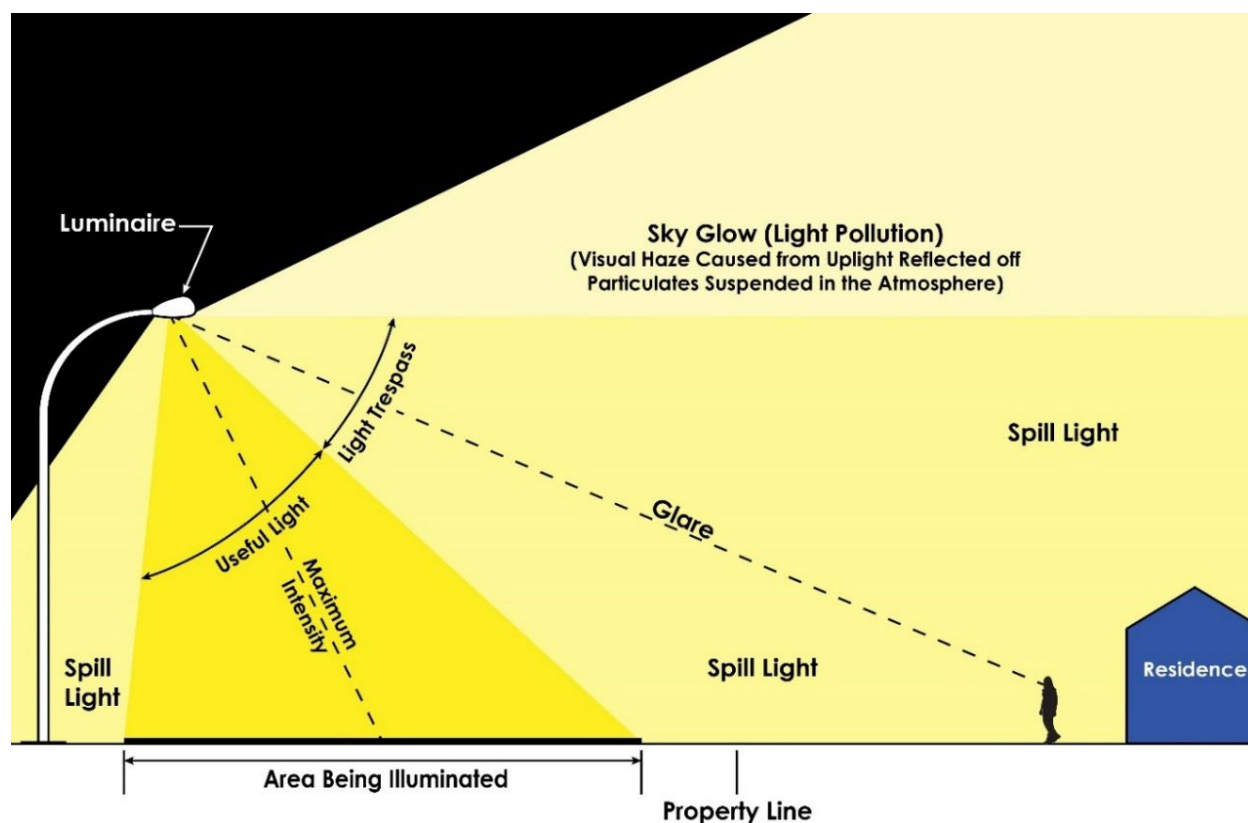 Luminaire
Sky Glow (Light Pollution)
(Visual Haze Caused from Uplight Reflected off
Particulates Suspended in the Atmosphere)
Light Trespass
Useful Light
Spill Light
Glare
Maximum
Intensity
Spill
Light
Spill Light
Residence
Area Being Illuminated
Property Line